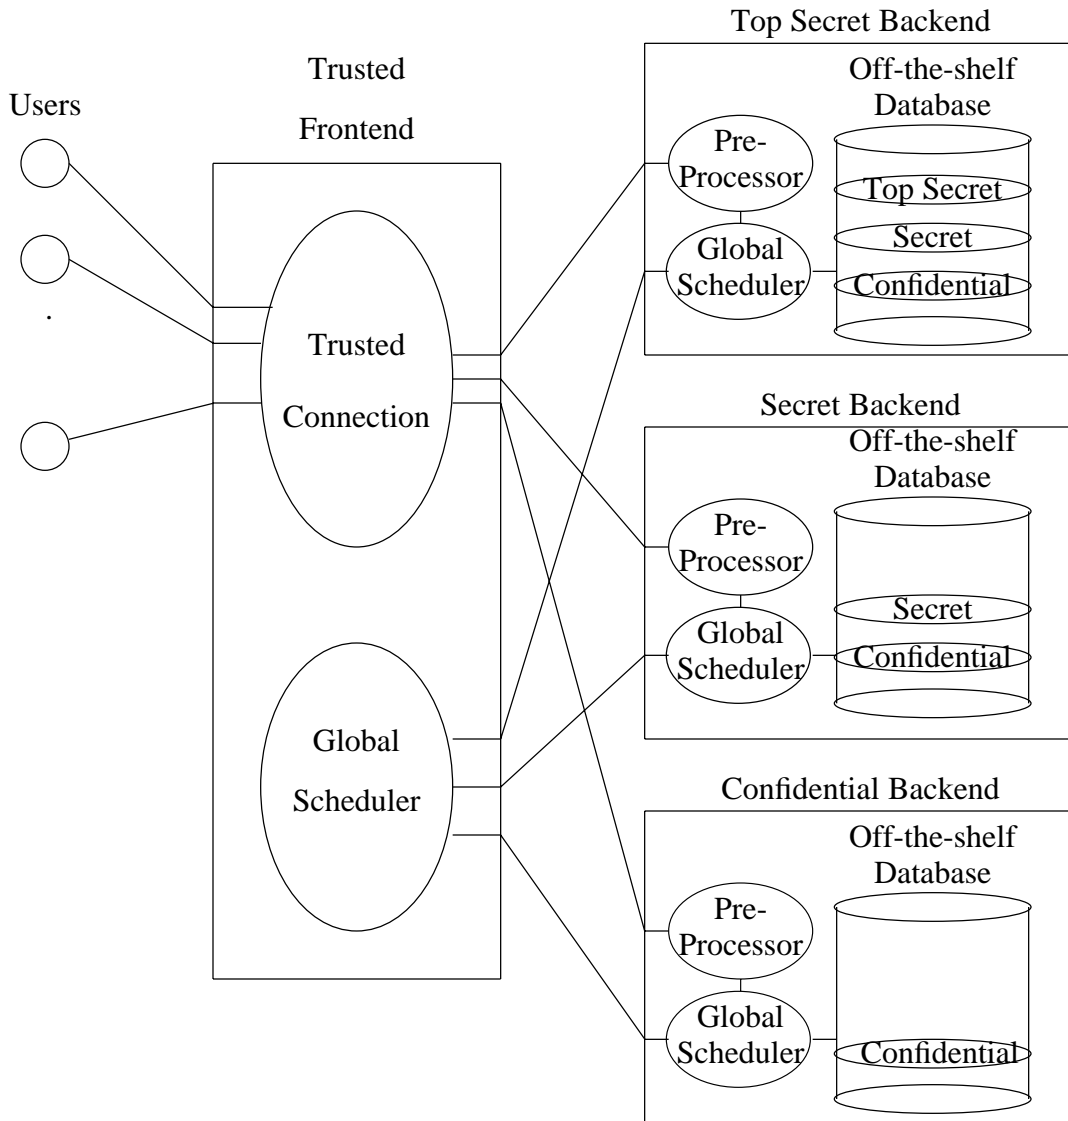 Users
Trusted
Frontend
Trusted
Connection
Global
Scheduler
Top Secret Backend
Off-the-shelf
Database
Pre-
Processor
Global
Scheduler
Top Secret
Secret
Confidential
Secret Backend
Off-the-shelf
Database
Pre-
Processor
Global
Scheduler
Secret
Confidential
Confidential Backend
Off-the-shelf
Database
Pre-
Processor
Global
Scheduler
Confidential